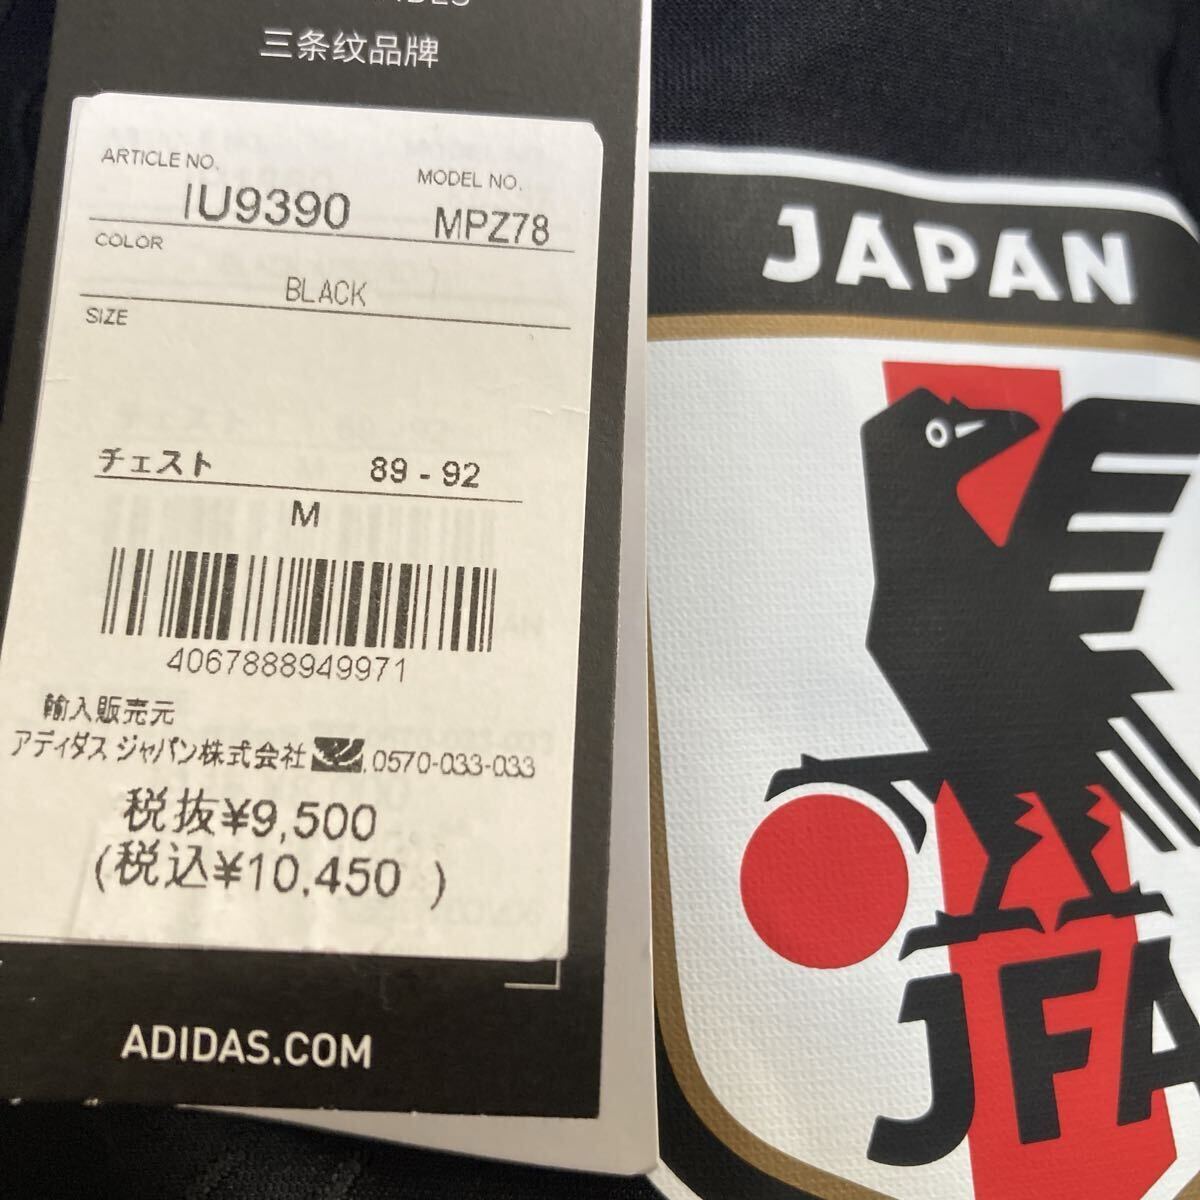 三条纹品牌
ARTICLE NO.
MODEL NO.
IU9390
MPZ78
COLOR
BLACK
SIZE
チェスト 89 - 92
M
4067888949971
輸入販売元
アディダス ジャパン株式会社 0570-033-033
税抜¥9,500
(税込¥10,450 )
ADIDAS.COM
JAPAN
JFA